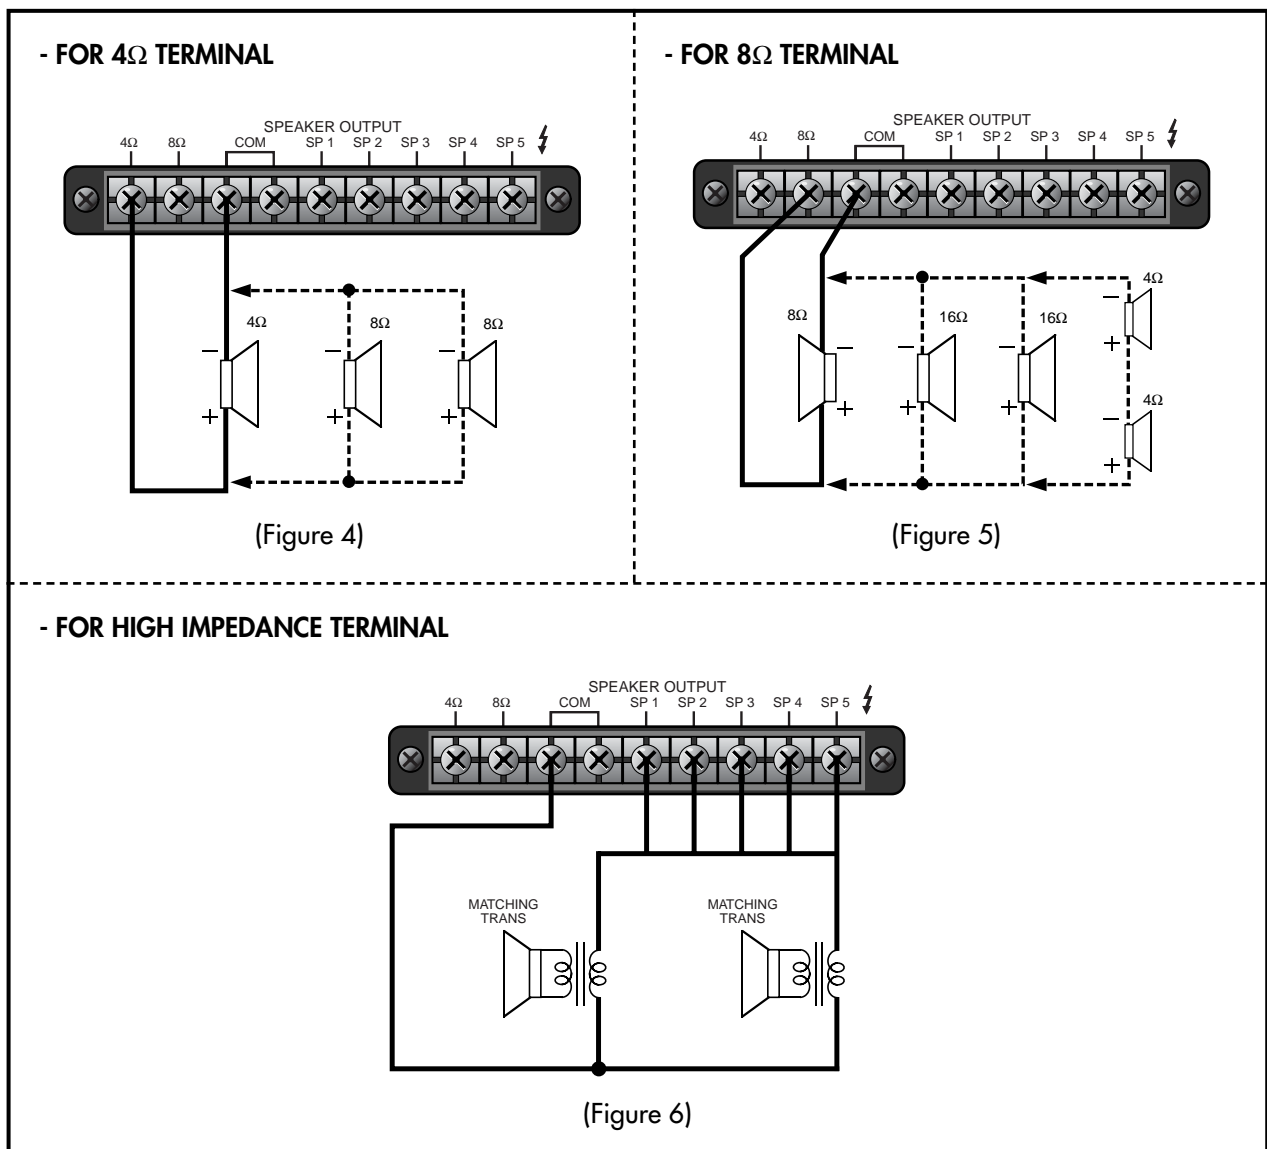 - FOR 4Ω TERMINAL
SPEAKER OUTPUT
4Ω 8Ω COM SP 1 SP 2 SP 3 SP 4 SP 5
4Ω 8Ω 8Ω
− − −
+ + +
(Figure 4)
- FOR 8Ω TERMINAL
SPEAKER OUTPUT
4Ω 8Ω COM SP 1 SP 2 SP 3 SP 4 SP 5
4Ω
−
8Ω 16Ω 16Ω
+
− − −
4Ω
+ + +
−
+
(Figure 5)
- FOR HIGH IMPEDANCE TERMINAL
SPEAKER OUTPUT
4Ω 8Ω COM SP 1 SP 2 SP 3 SP 4 SP 5
MATCHING
TRANS
MATCHING
TRANS
(Figure 6)